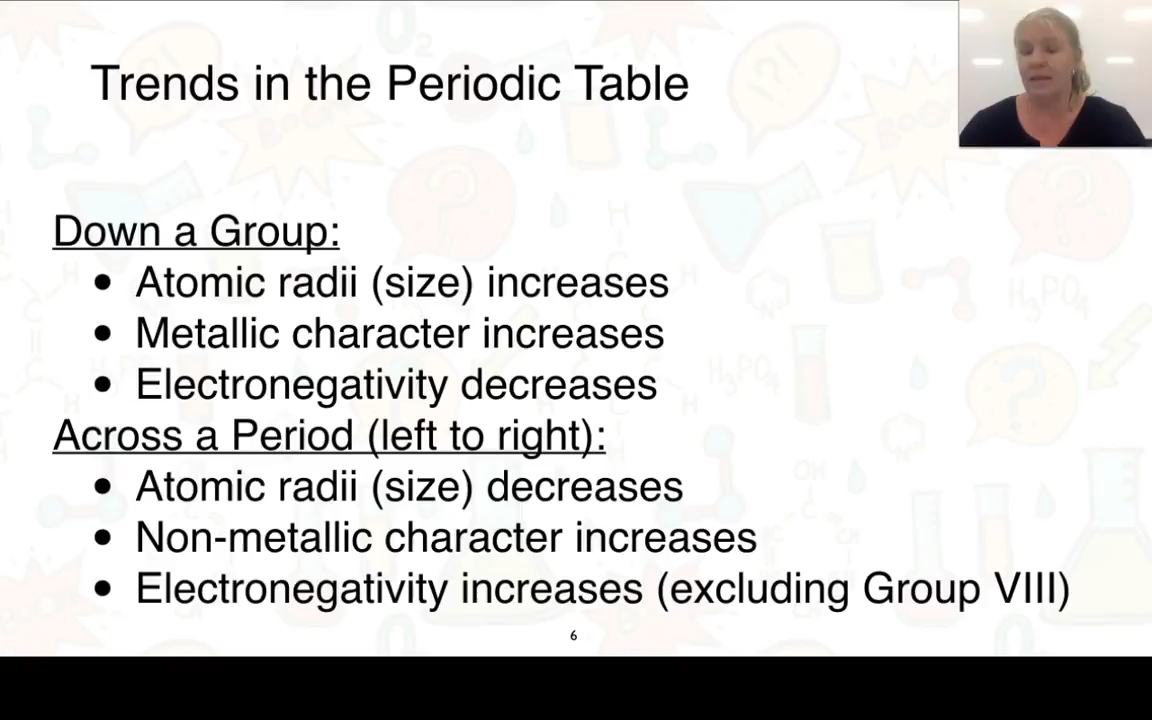 Trends in the Periodic Table
Down a Group:
• Atomic radii (size) increases
• Metallic character increases
• Electronegativity decreases
Across a Period (left to right):
• Atomic radii (size) decreases
• Non-metallic character increases
• Electronegativity increases (excluding Group VIII)
6